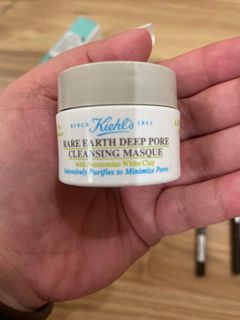 SINCE Kiehl's 1851
RARE EARTH DEEP PORE
CLEANSING MASQUE
with Amazonian White Clay
Intensively Purifies to Minimize Pores